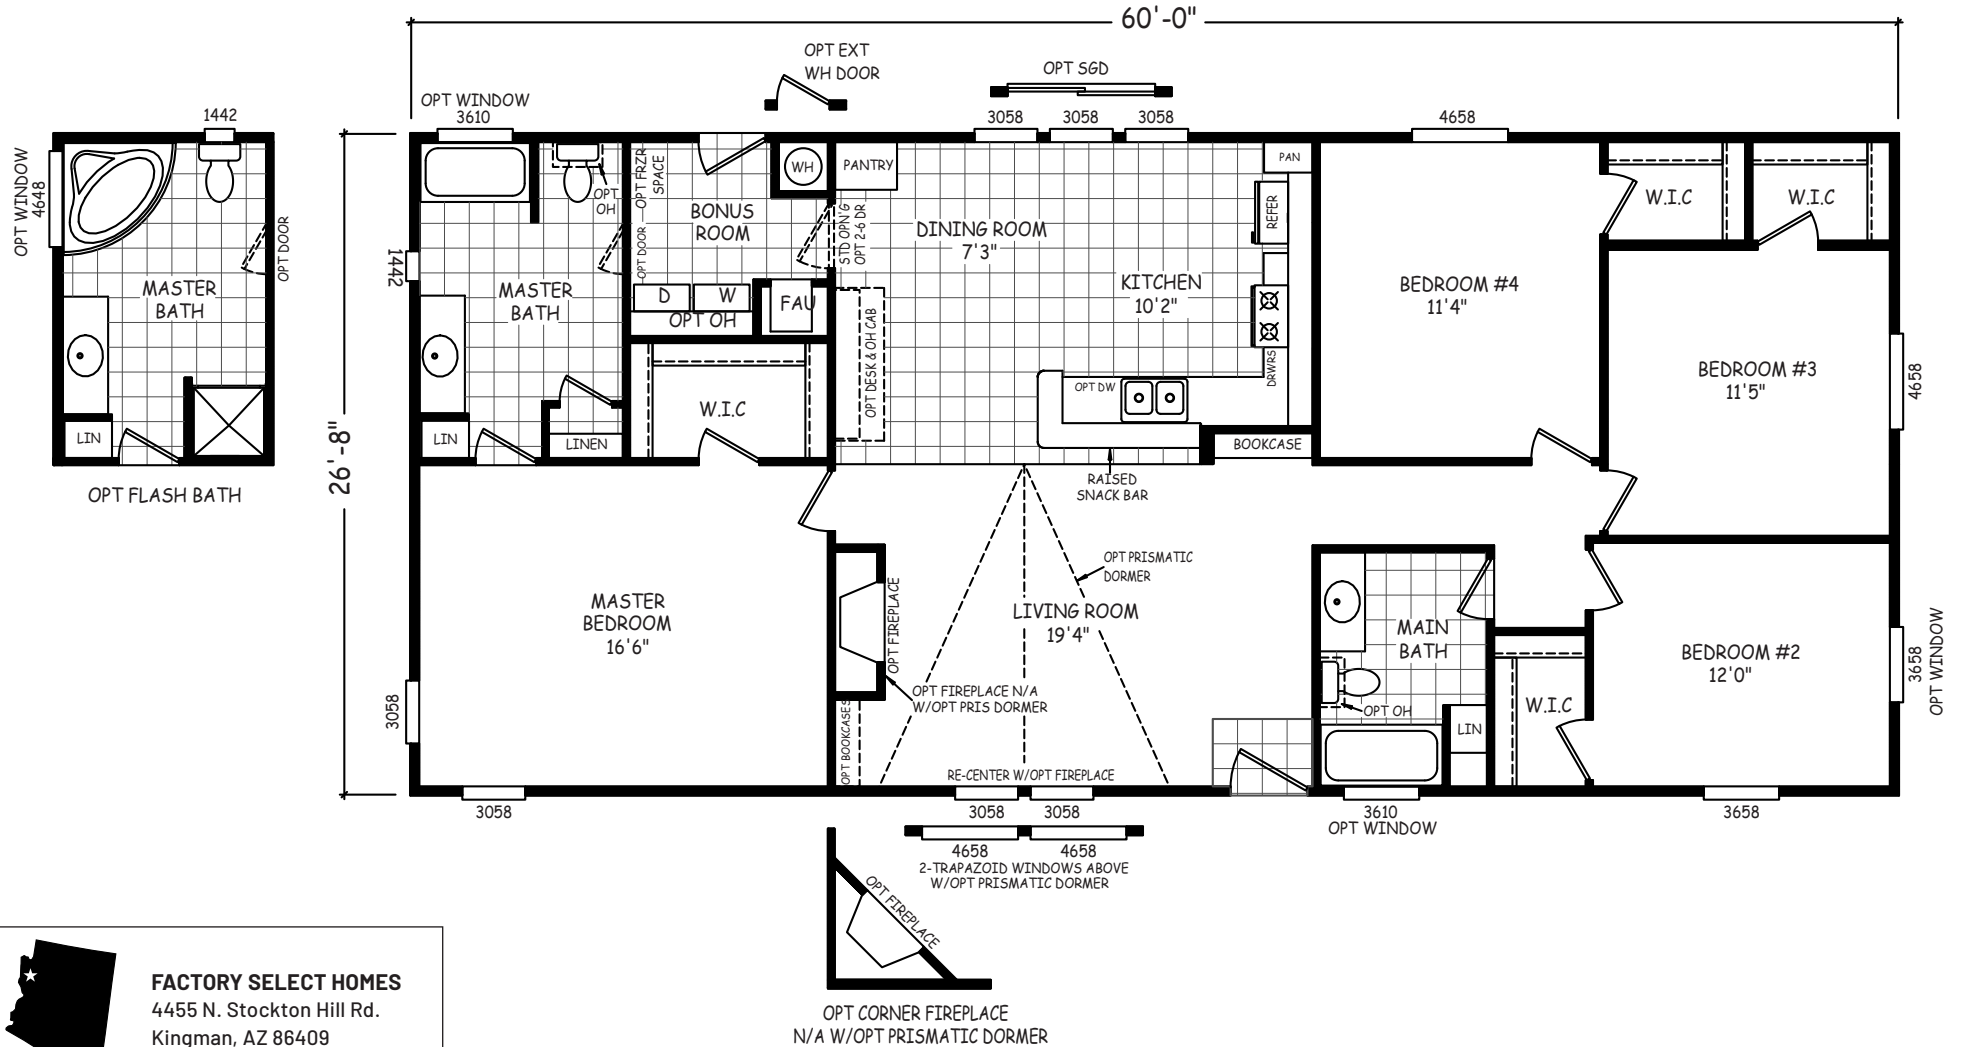 60'-0"
OPT EXT
WH DOOR
OPT SGD
OPT WINDOW
3610
3058
3058
3058
4658
1442
OPT WINDOW
4648
OPT DOOR
MASTER
BATH
LIN
OPT FLASH BATH
26'-8"
1442
OPT
OH
MASTER
BATH
LIN
LINEN
OPT FRZR
SPACE
OPT DOOR
BONUS
ROOM
WH
D
W
OPT OH
FAU
STD OPN'G
OPT 2-6 DR
W.I.C
PANTRY
DINING ROOM
7'3"
OPT DESK & OH CAB
KITCHEN
10'2"
PAN
REFER
DRWRS
OPT DW
BOOKCASE
RAISED
SNACK BAR
BEDROOM #4
11'4"
W.I.C
W.I.C
BEDROOM #3
11'5"
4658
MASTER
BEDROOM
16'6"
3058
3058
OPT FIREPLACE
OPT FIREPLACE N/A
W/OPT PRIS DORMER
OPT BOOKCASES
OPT PRISMATIC
DORMER
LIVING ROOM
19'4"
RE-CENTER W/OPT FIREPLACE
3058
3058
4658
4658
2-TRAPAZOID WINDOWS ABOVE
W/OPT PRISMATIC DORMER
MAIN
BATH
OPT OH
LIN
3610
OPT WINDOW
W.I.C
BEDROOM #2
12'0"
3658
OPT WINDOW
3658
OPT FIREPLACE
OPT CORNER FIREPLACE
N/A W/OPT PRISMATIC DORMER
FACTORY SELECT HOMES
4455 N. Stockton Hill Rd.
Kingman, AZ 86409